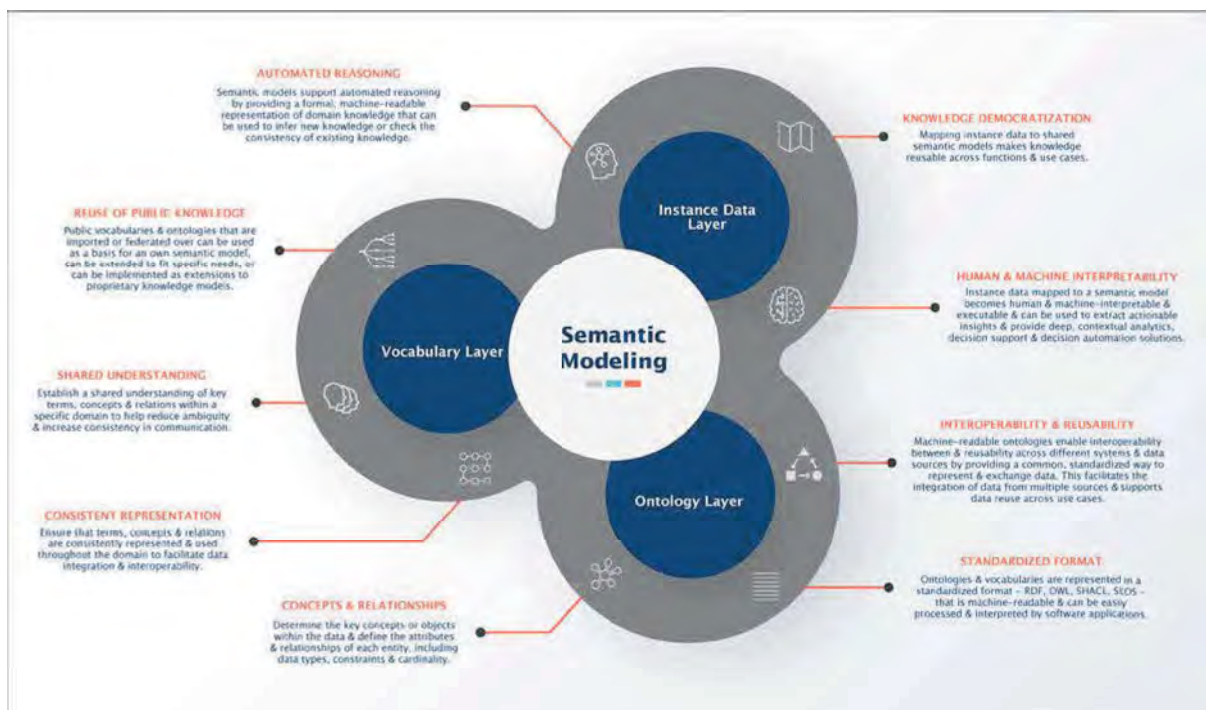 AUTOMATED REASONING
Semantic models support automated reasoning
by providing a formal, machine-readable
representation of domain knowledge that can
be used to infer new knowledge or check the
consistency of existing knowledge.
KNOWLEDGE DEMOCRATIZATION
Mapping instance data to shared
semantic models makes knowledge
reusable across functions & use cases.
REUSE OF PUBLIC KNOWLEDGE
Public vocabularies & ontologies that are
imported or federated over can be used
as a basis for an own semantic model,
can be extended to fit specific needs, or
can be implemented as extensions to
proprietary knowledge models.
Instance Data
Layer
HUMAN & MACHINE INTERPRETABILITY
Instance data mapped to a semantic model
becomes human & machine-interpretable &
executable & can be used to extract actionable
insights & provide deep, contextual analytics,
decision support & decision automation solutions.
Semantic
Modeling
Vocabulary Layer
SHARED UNDERSTANDING
Establish a shared understanding of key
terms, concepts & relations within a
specific domain to help reduce ambiguity
& increase consistency in communication.
INTEROPERABILITY & REUSABILITY
Machine-readable ontologies enable interoperability
between & reusability across different systems & data
sources by providing a common, standardized way to
represent & exchange data. This facilitates the
integration of data from multiple sources & supports
data reuse across use cases.
Ontology Layer
CONSISTENT REPRESENTATION
Ensure that terms, concepts & relations
are consistently represented & used
throughout the domain to facilitate data
integration & interoperability.
STANDARDIZED FORMAT
Ontologies & vocabularies are represented in a
standardized format - RDF, OWL, SHACL, SLOS -
that is machine-readable & can be easily
processed & interpreted by software applications.
CONCEPTS & RELATIONSHIPS
Determine the key concepts or objects
within the data & define the attributes
& relationships of each entity, including
data types, constraints & cardinality.